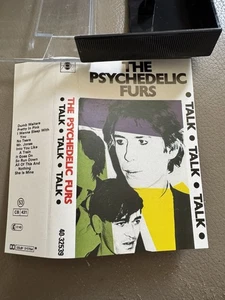 CBS
THE
PSYCHEDELIC
FURS
• TALK • TALK • TALK •
THE PSYCHEDELIC FURS
• TALK • TALK • TALK •
40-32539
Dumb Waiters
Pretty In Pink
I Wanna Sleep With
You
No Tears
Mr. Jones
Into You Like
A Train
It Goes On
So Run Down
All Of This And
Nothing
She Is Mine
CB 431